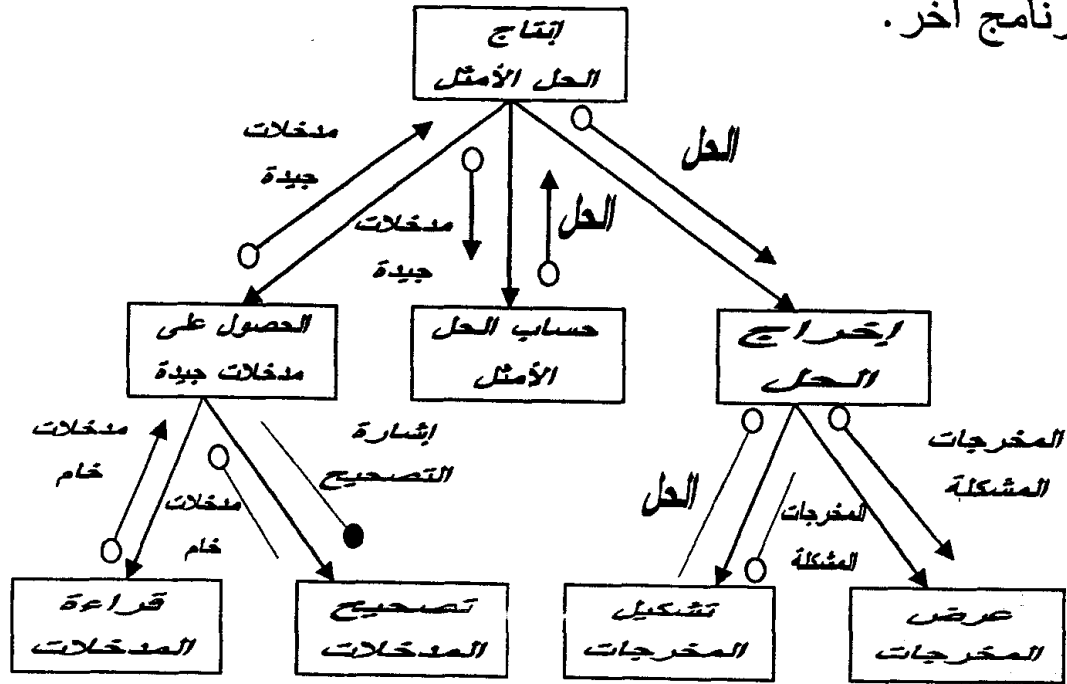 رنامج آخر.
إنتاج
الحل الأمثل
مدخلات
جيدة
مدخلات
جيدة
الحل
الحل
الحصول على
مدخلات جيدة
حساب الحل
الأمثل
إخراج
الحل
مدخلات
خام
مدخلات
خام
إشارة
التصحيح
الحل
المخرجات
المشكلة
المخرجات
المشكلة
قراءة
المدخلات
تصحيح
المدخلات
تشكيل
المخرجات
عرض
المخرجات